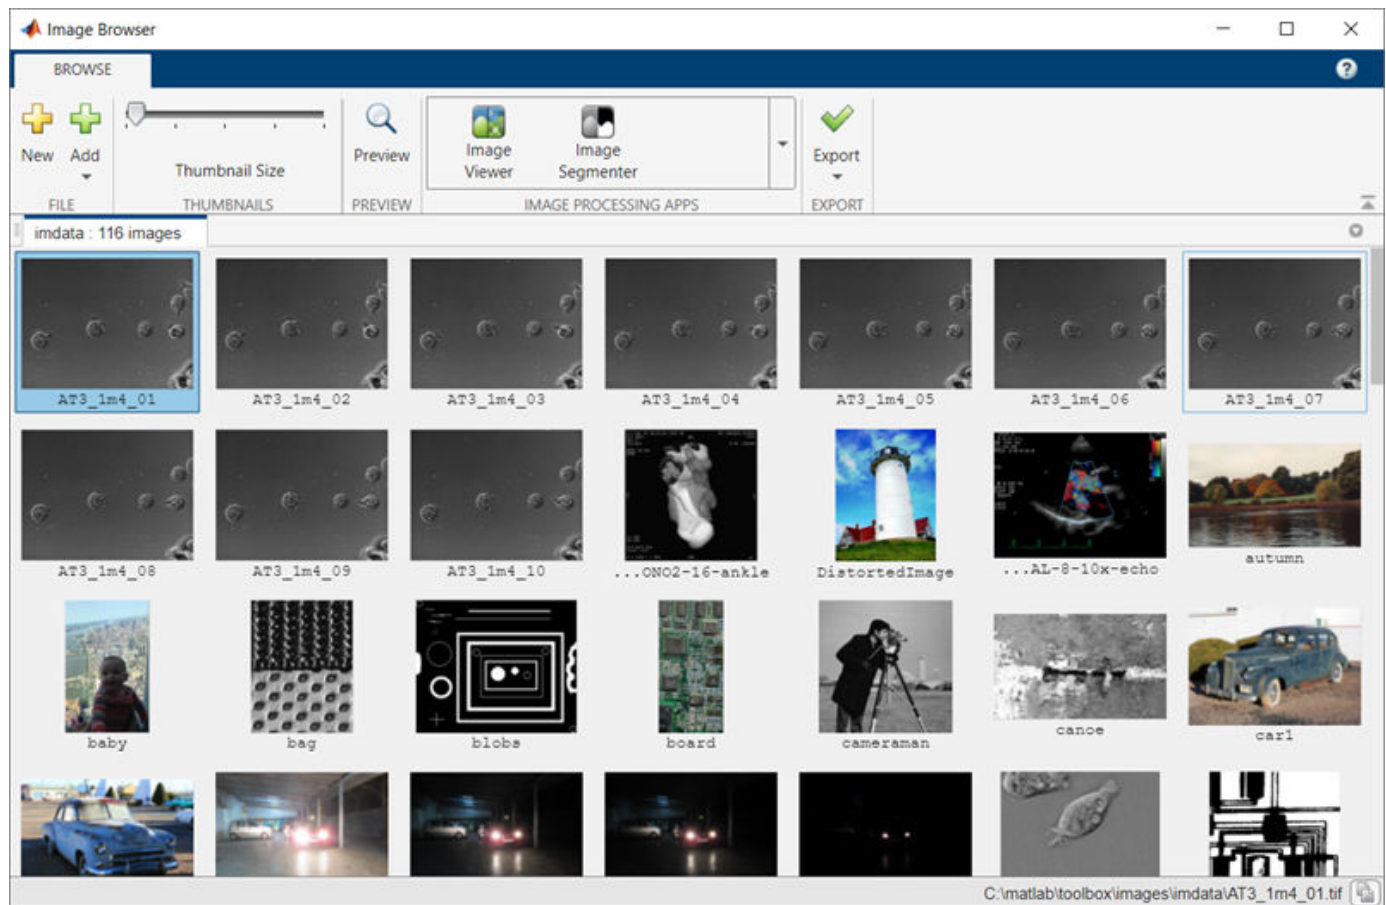 Image Browser
BROWSE
New
Add
Thumbnail Size
Preview
Image
Viewer
Image
Segmenter
Export
FILE
THUMBNAILS
PREVIEW
IMAGE PROCESSING APPS
EXPORT
imdata : 116 images
AT3_1m4_01
AT3_1m4_02
AT3_1m4_03
AT3_1m4_04
AT3_1m4_05
AT3_1m4_06
AT3_1m4_07
AT3_1m4_08
AT3_1m4_09
AT3_1m4_10
...ONO2-16-ankle
DistortedImage
...AL-8-10x-echo
autumn
baby
bag
blobs
board
cameraman
canoe
car1
C:\matlab\toolbox\images\imdata\AT3_1m4_01.tif